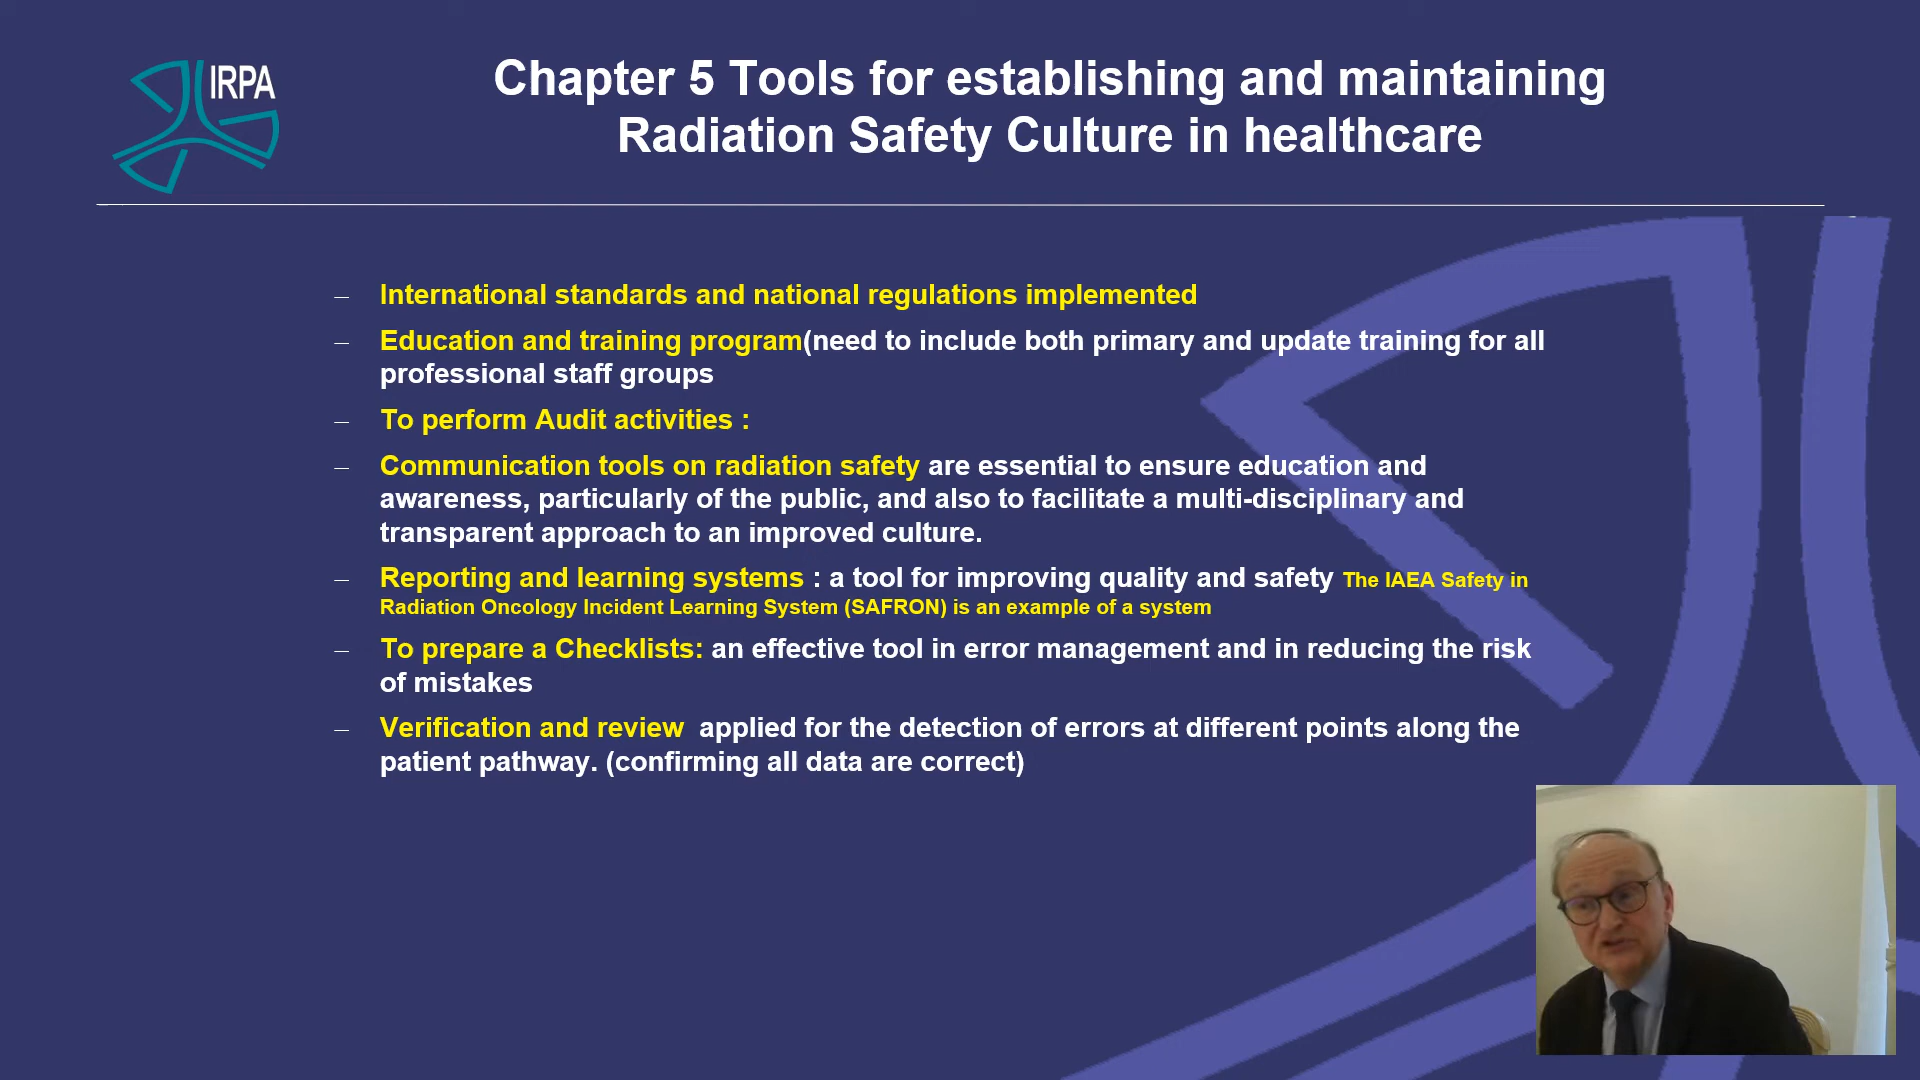 IRPA
Chapter 5 Tools for establishing and maintaining
Radiation Safety Culture in healthcare
– International standards and national regulations implemented
– Education and training program(need to include both primary and update training for all
professional staff groups
– To perform Audit activities :
– Communication tools on radiation safety are essential to ensure education and
awareness, particularly of the public, and also to facilitate a multi-disciplinary and
transparent approach to an improved culture.
– Reporting and learning systems : a tool for improving quality and safety The IAEA Safety in
Radiation Oncology Incident Learning System (SAFRON) is an example of a system
– To prepare a Checklists: an effective tool in error management and in reducing the risk
of mistakes
– Verification and review  applied for the detection of errors at different points along the
patient pathway. (confirming all data are correct)